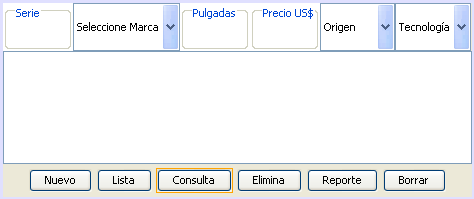 Serie Seleccione Marca Pulgadas Precio US$ Origen Tecnología
Nuevo Lista Consulta Elimina Reporte Borrar